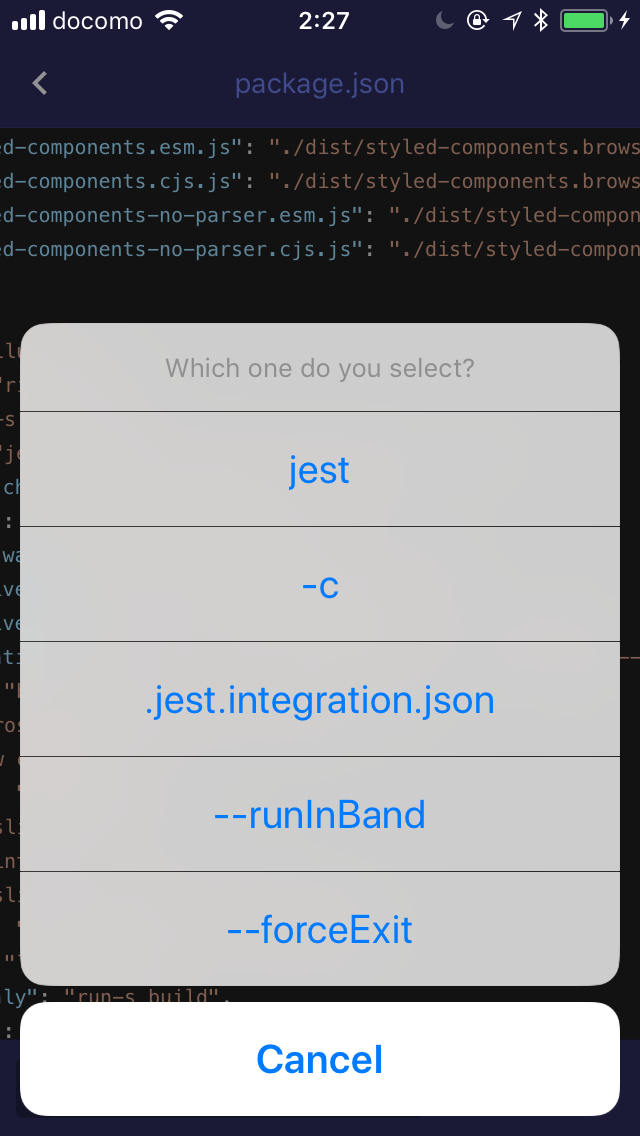 docomo 2:27
package.json
ed-components.esm.js": "./dist/styled-components.brows
ed-components.cjs.js": "./dist/styled-components.brows
ed-components-no-parser.esm.js": "./dist/styled-compon
ed-components-no-parser.cjs.js": "./dist/styled-compon
Which one do you select?
jest
-c
.jest.integration.json
--runInBand
--forceExit
nly": "run-s build",
Cancel